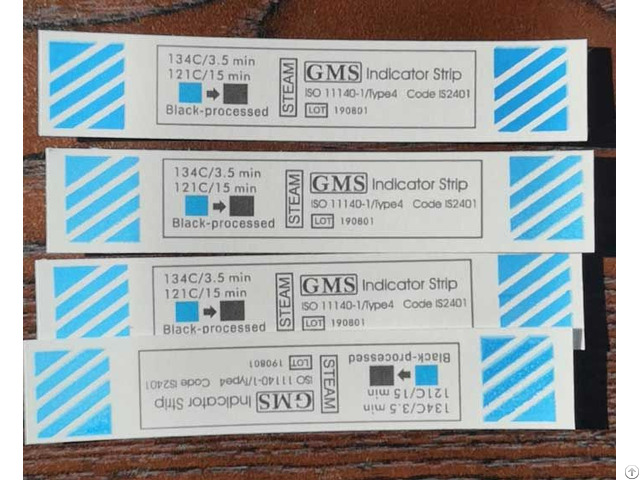 134C/3.5 min
121C/15 min
Black-processed
STEAM
GMS Indicator Strip
ISO 11140-1/Type4 Code IS2401
LOT 190801
134C/3.5 min
121C/15 min
Black-processed
STEAM
GMS Indicator Strip
ISO 11140-1/Type4 Code IS2401
LOT 190801
134C/3.5 min
121C/15 min
Black-processed
STEAM
GMS Indicator Strip
ISO 11140-1/Type4 Code IS2401
LOT 190801
134C/3.5 min
121C/15 min
Black-processed
STEAM
GMS Indicator Strip
ISO 11140-1/Type4 Code IS2401
LOT 190801